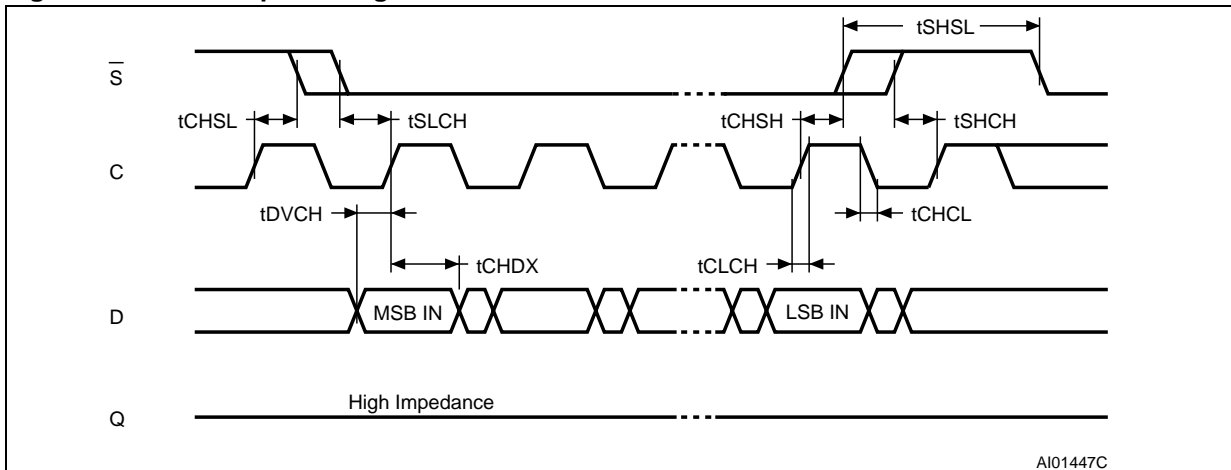 tSHSL
S
tCHSL
tSLCH
tCHSH
tSHCH
C
tDVCH
tCHCL
tCHDX
tCLCH
D
MSB IN
LSB IN
High Impedance
Q
AI01447C